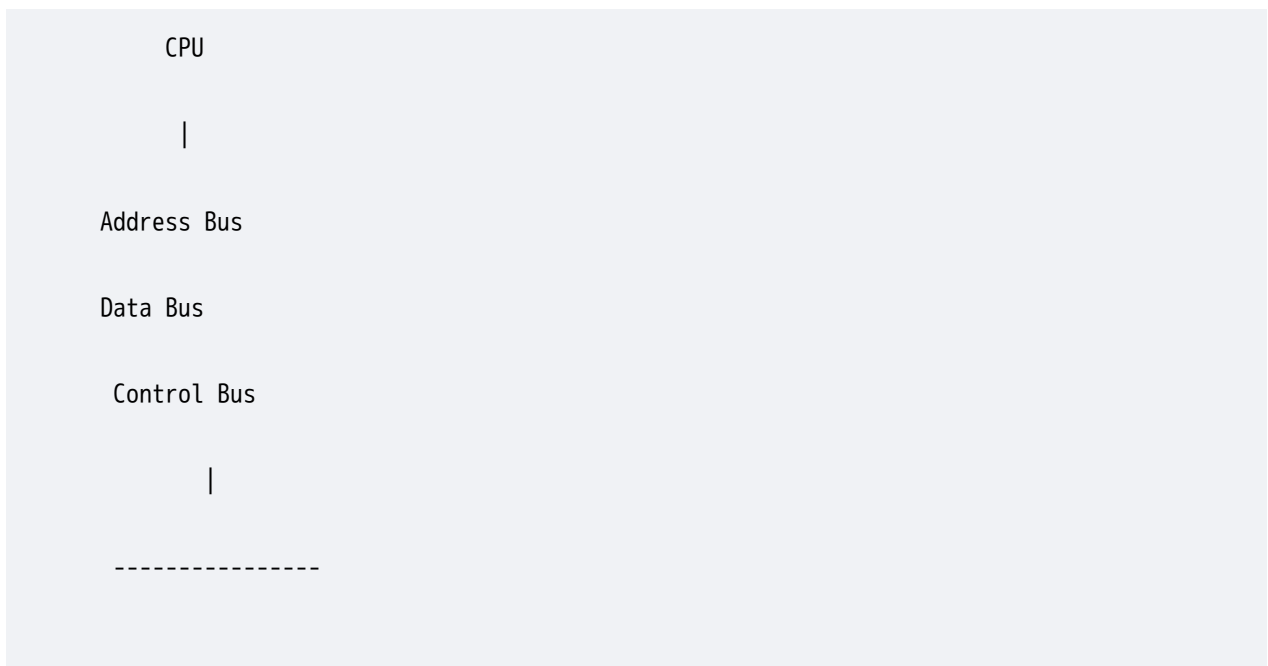 CPU
|
Address Bus
Data Bus
Control Bus
|
----------------